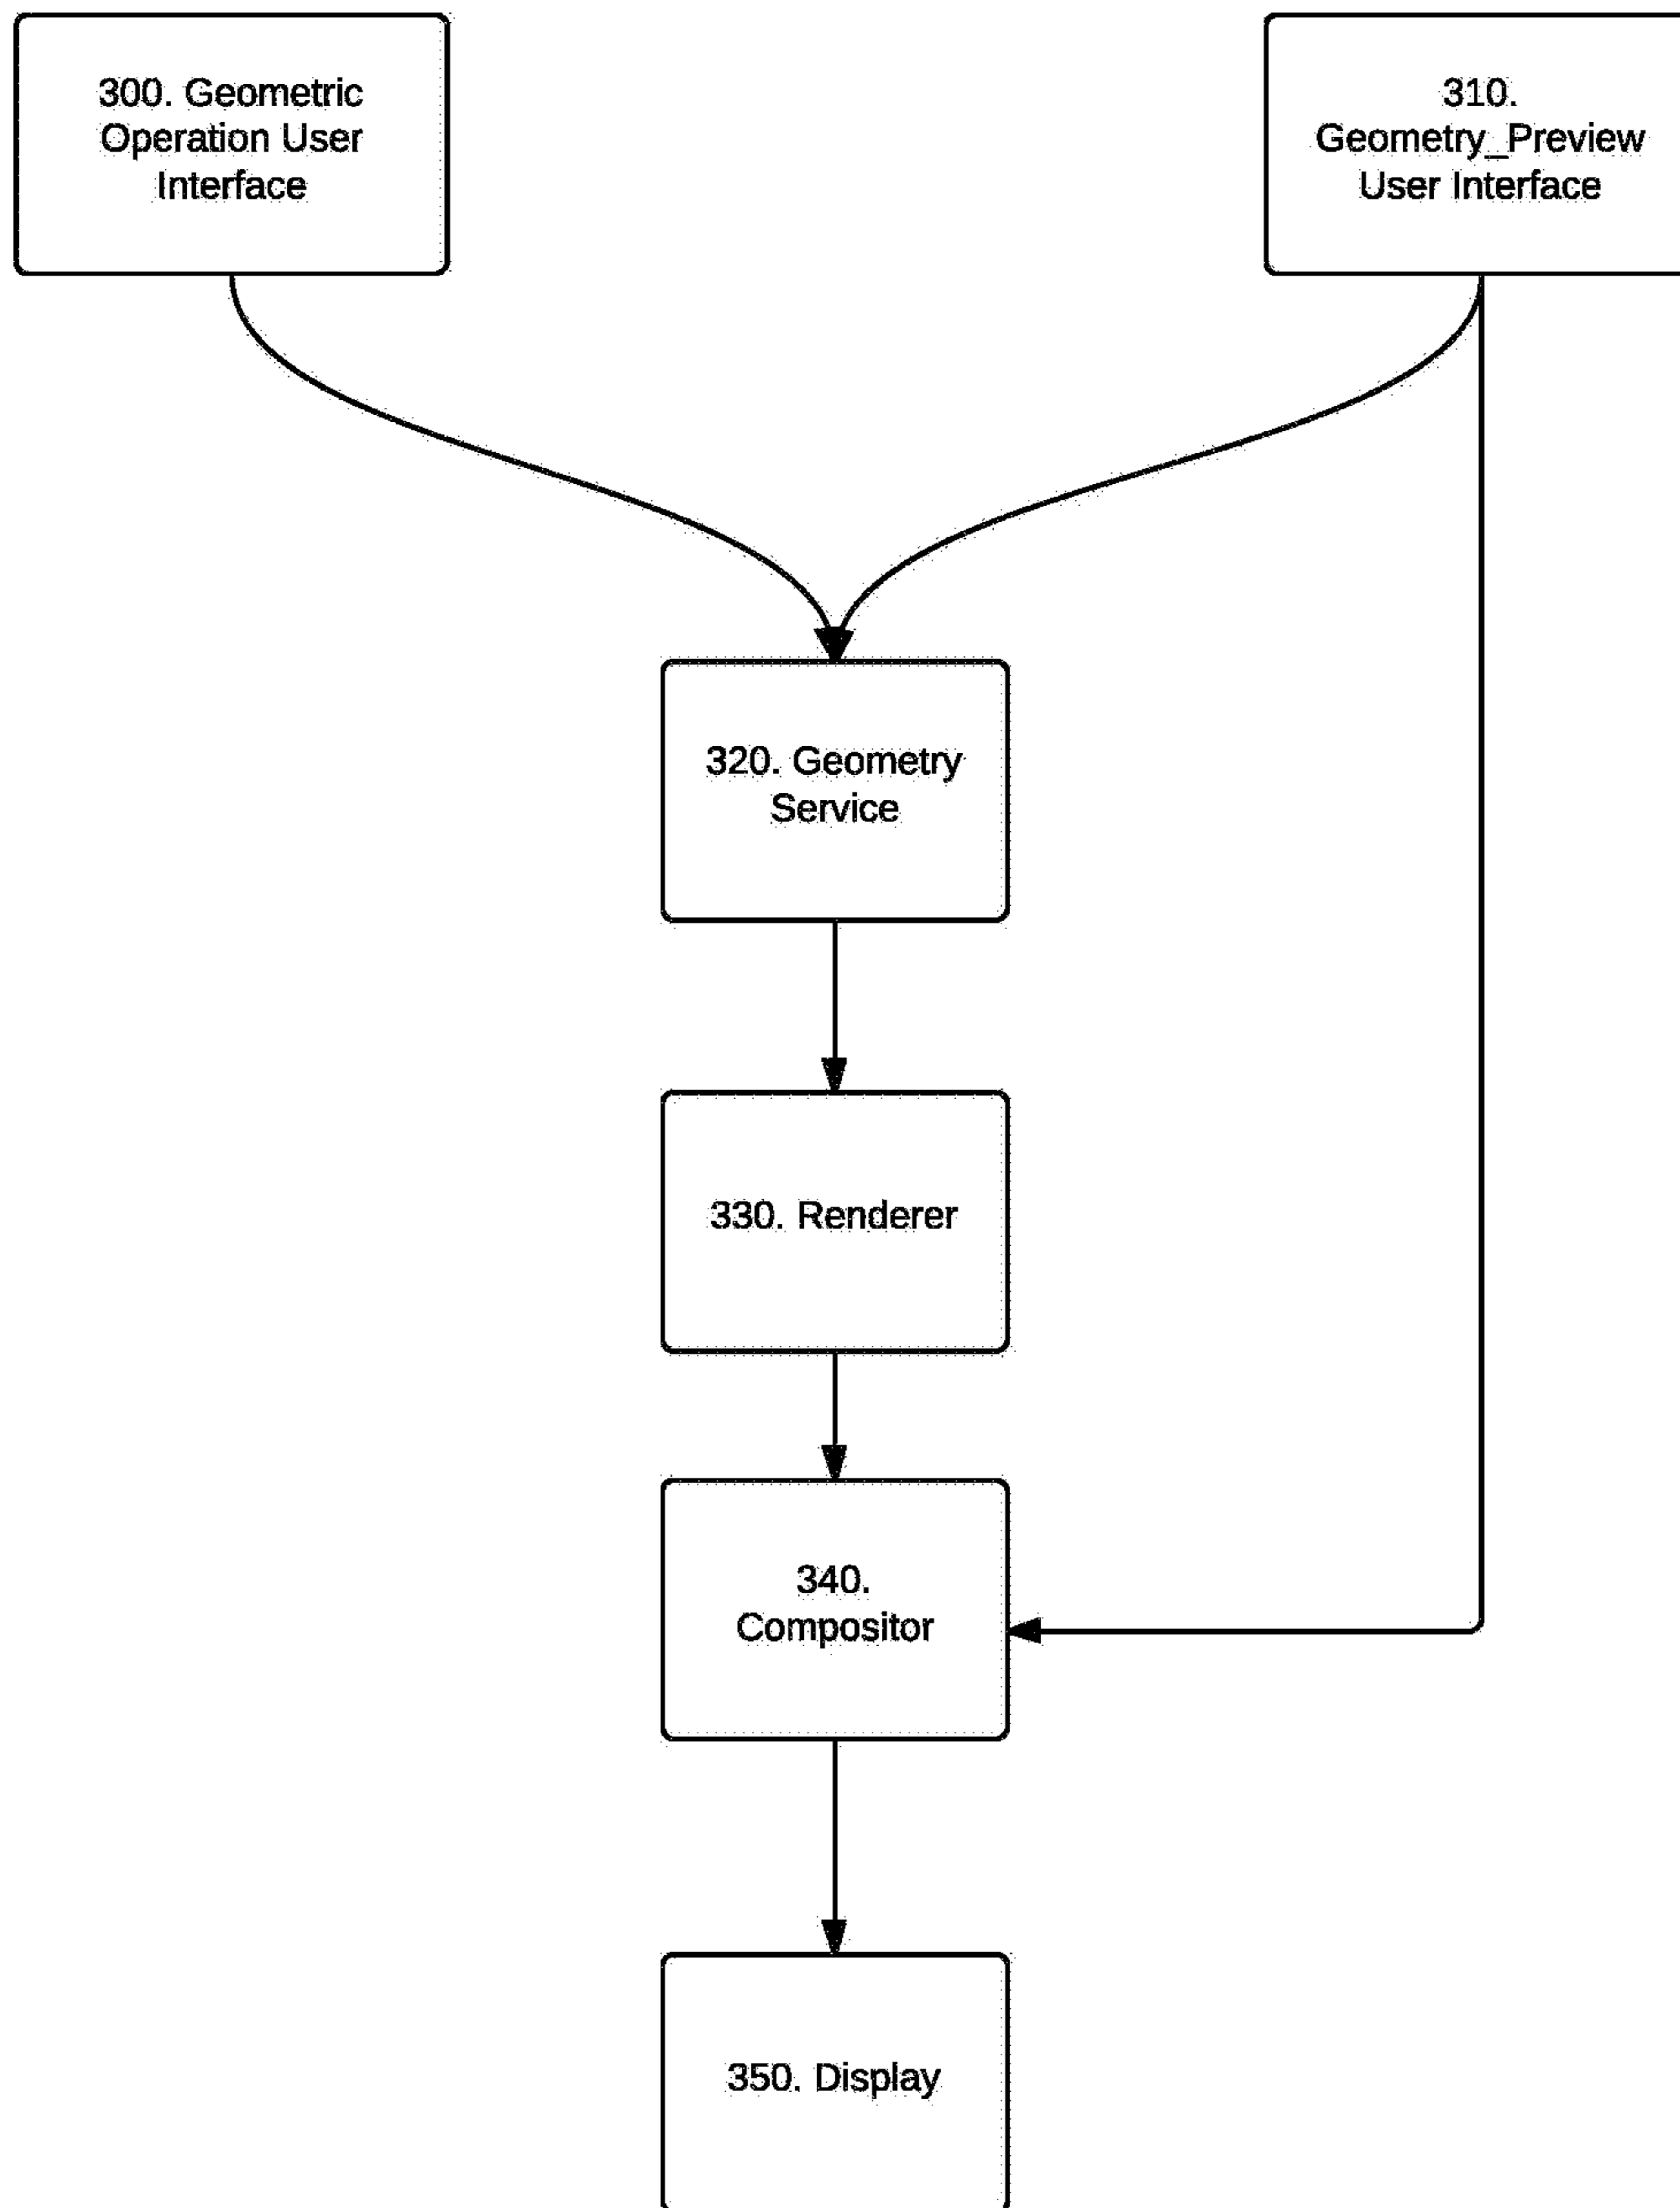 300. Geometric
Operation User
Interface
310.
Geometry_Preview
User Interface
320. Geometry
Service
330. Renderer
340.
Compositor
350. Display